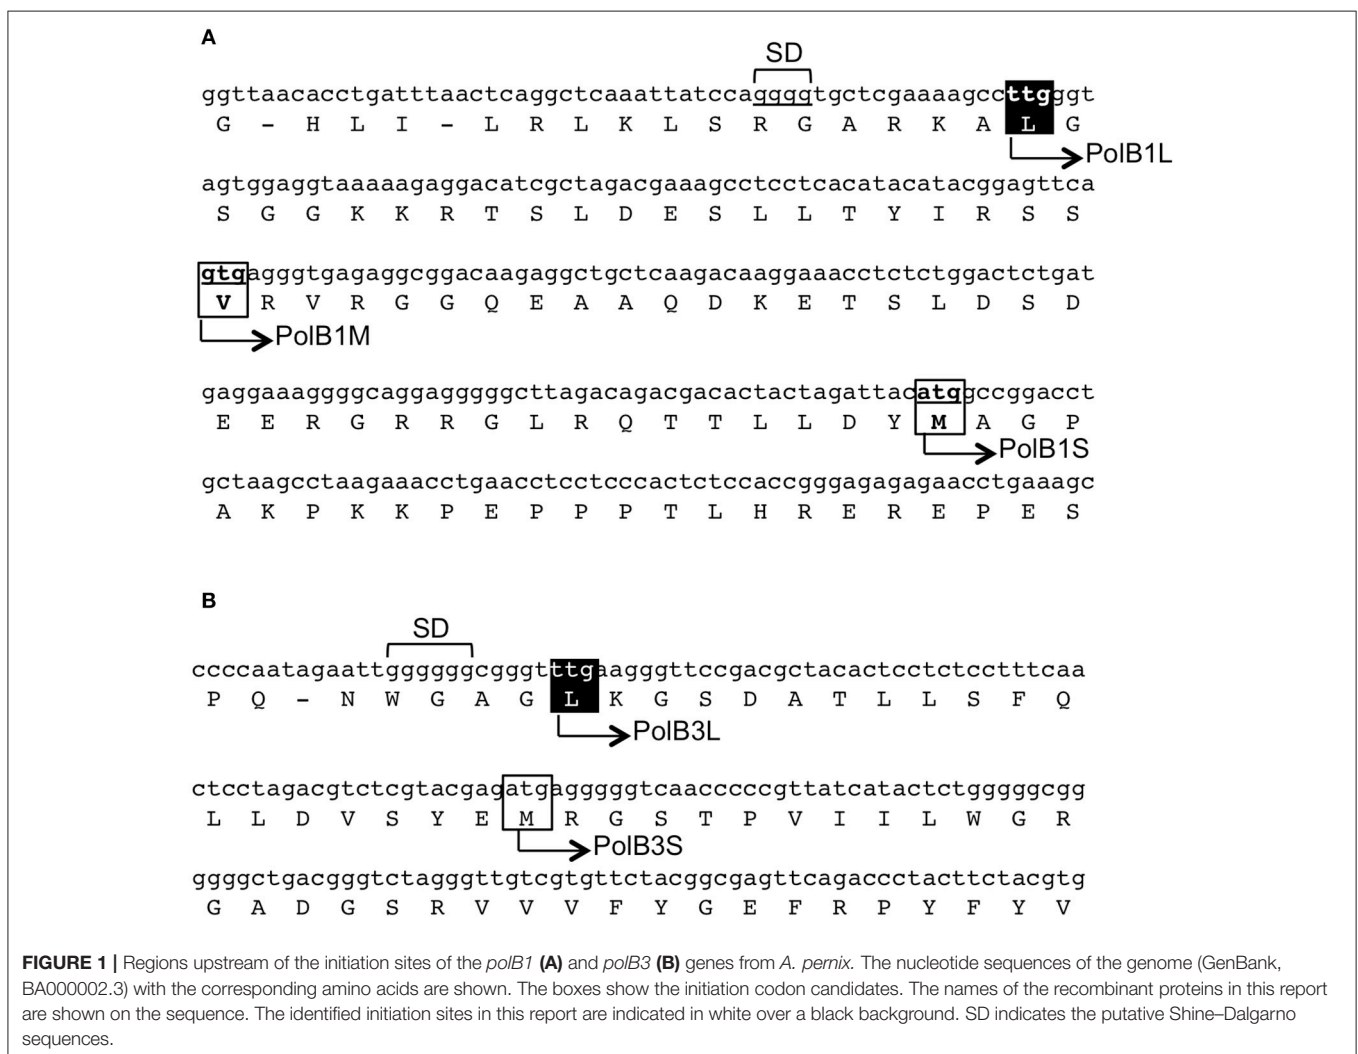 A
SD
ggttaacacctgatttaactcaggctcaaattatccaggggtgctcgaaaagccttgggt
G – H L I – L R L K L S R G A R K A L G
PolB1L
agtggaggtaaaaagaggacatcgctagacgaaagcctcctcacatacatacggagttca
S G G K K R T S L D E S L L T Y I R S S
gtgagggtgagaggcggacaagaggctgctcaagacaaggaaacctctctggactctgat
V R V R G G Q E A A Q D K E T S L D S D
PolB1M
gaggaaaggggcaggagggggcttagacagacgacactactagattacatggccggacct
E E R G R R G L R Q T T L L D Y M A G P
PolB1S
gctaagcctaagaaacctgaacctcctcccactctccaccgggagagagaacctgaaagc
A K P K K P E P P P T L H R E R E P E S
B
SD
ccccaatagaattggggggcgggtttgaagggttccgacgctacactcctctcctttcaa
P Q – N W G A G L K G S D A T L L S F Q
PolB3L
ctcctagacgtctcgtacgagatgagggggtcaacccccgttatcatactctgggggcgg
L L D V S Y E M R G S T P V I I L W G R
PolB3S
ggggctgacgggtctagggttgtcgtgttctacggcgagttcagaccctacttctacgtg
G A D G S R V V V F Y G E F R P Y F Y V
FIGURE 1 | Regions upstream of the initiation sites of the polB1 (A) and polB3 (B) genes from A. pernix. The nucleotide sequences of the genome (GenBank,
BA000002.3) with the corresponding amino acids are shown. The boxes show the initiation codon candidates. The names of the recombinant proteins in this report
are shown on the sequence. The identified initiation sites in this report are indicated in white over a black background. SD indicates the putative Shine–Dalgarno
sequences.